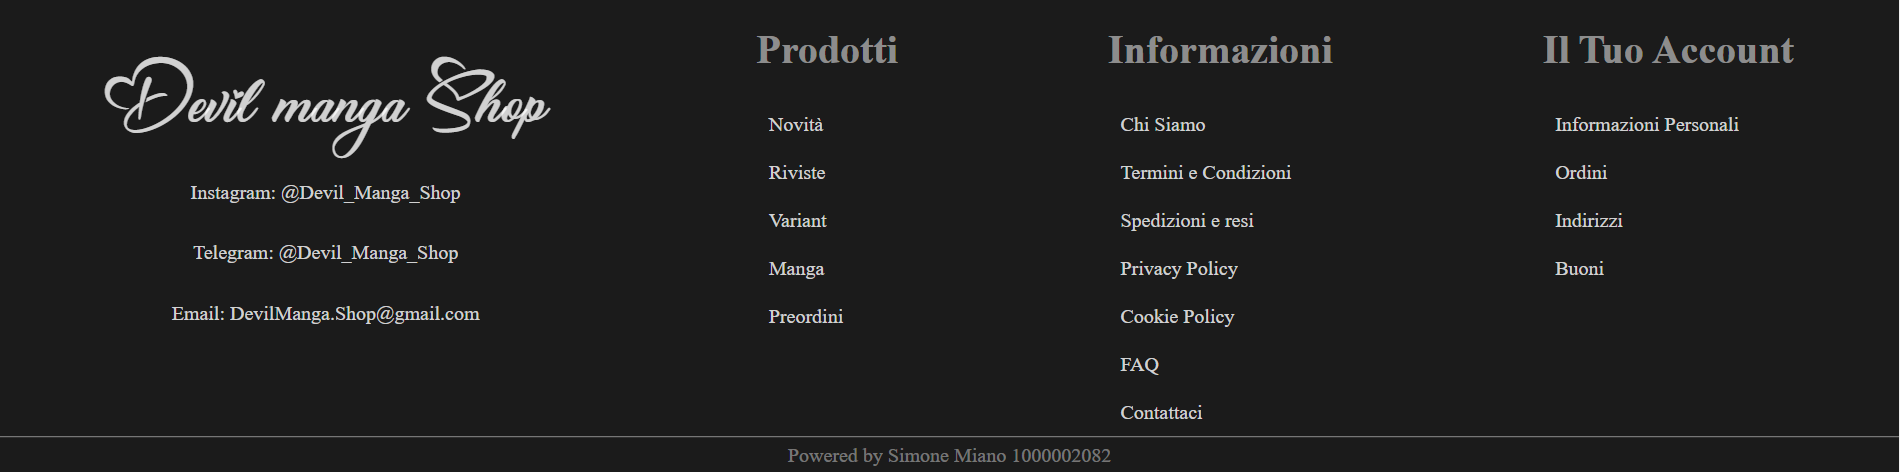 Devil manga Shop
Instagram: @Devil_Manga_Shop
Telegram: @Devil_Manga_Shop
Email: DevilManga.Shop@gmail.com
Prodotti
Novità
Riviste
Variant
Manga
Preordini
Informazioni
Chi Siamo
Termini e Condizioni
Spedizioni e resi
Privacy Policy
Cookie Policy
FAQ
Contattaci
Il Tuo Account
Informazioni Personali
Ordini
Indirizzi
Buoni
Powered by Simone Miano 1000002082